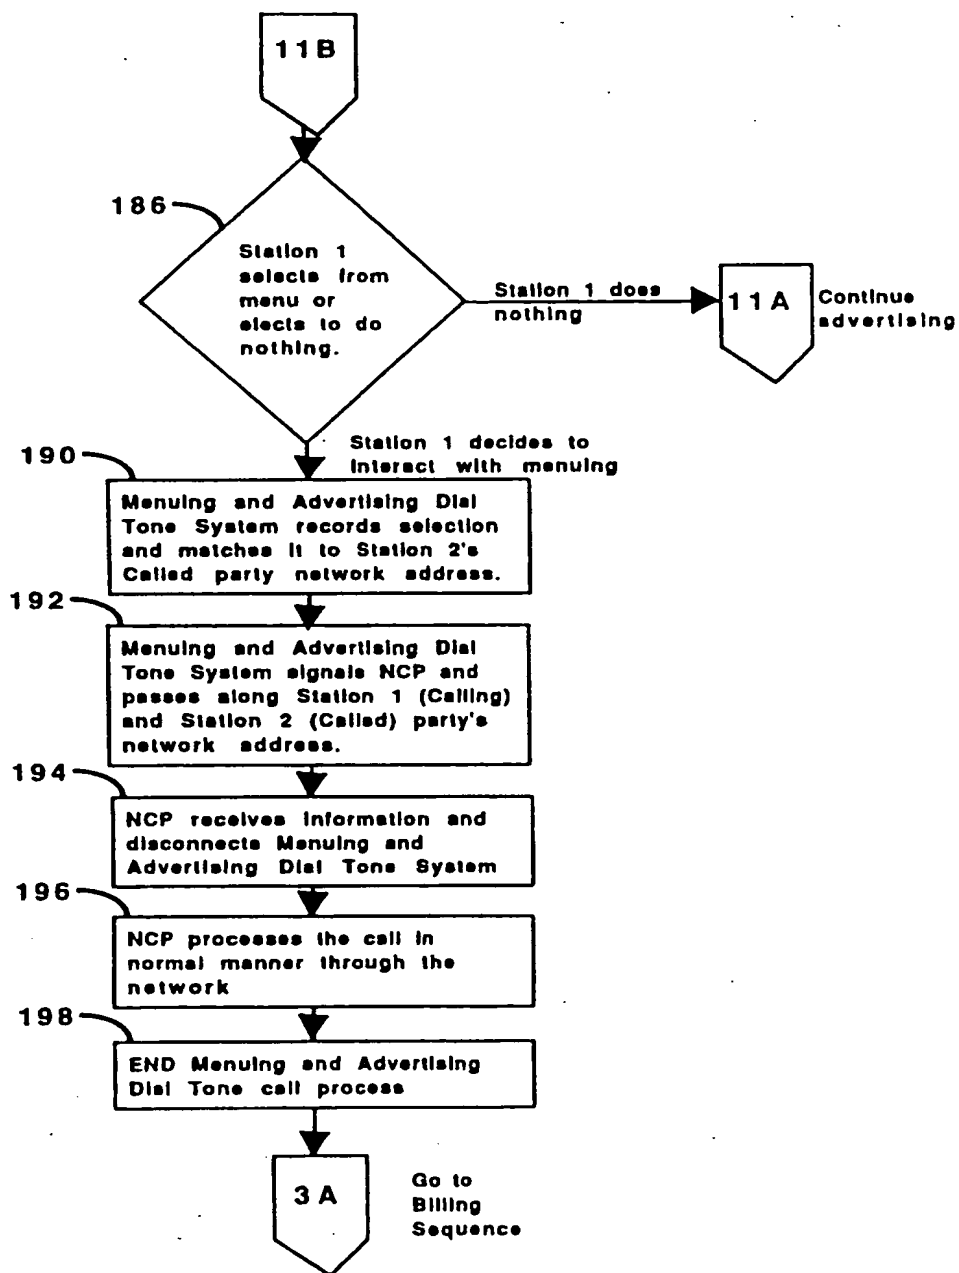 11B
186
Station 1
selects from
menu or
elects to do
nothing.
Station 1 does
nothing
11A
Continue
advertising
Station 1 decides to
interact with menuing
190
Menuing and Advertising Dial
Tone System records selection
and matches it to Station 2's
Called party network address.
192
Menuing and Advertising Dial
Tone System signals NCP and
passes along Station 1 (Calling)
and Station 2 (Called) party's
network address.
194
NCP receives information and
disconnects Menuing and
Advertising Dial Tone System
196
NCP processes the call in
normal manner through the
network
198
END Menuing and Advertising
Dial Tone call process
3A
Go to
Billing
Sequence